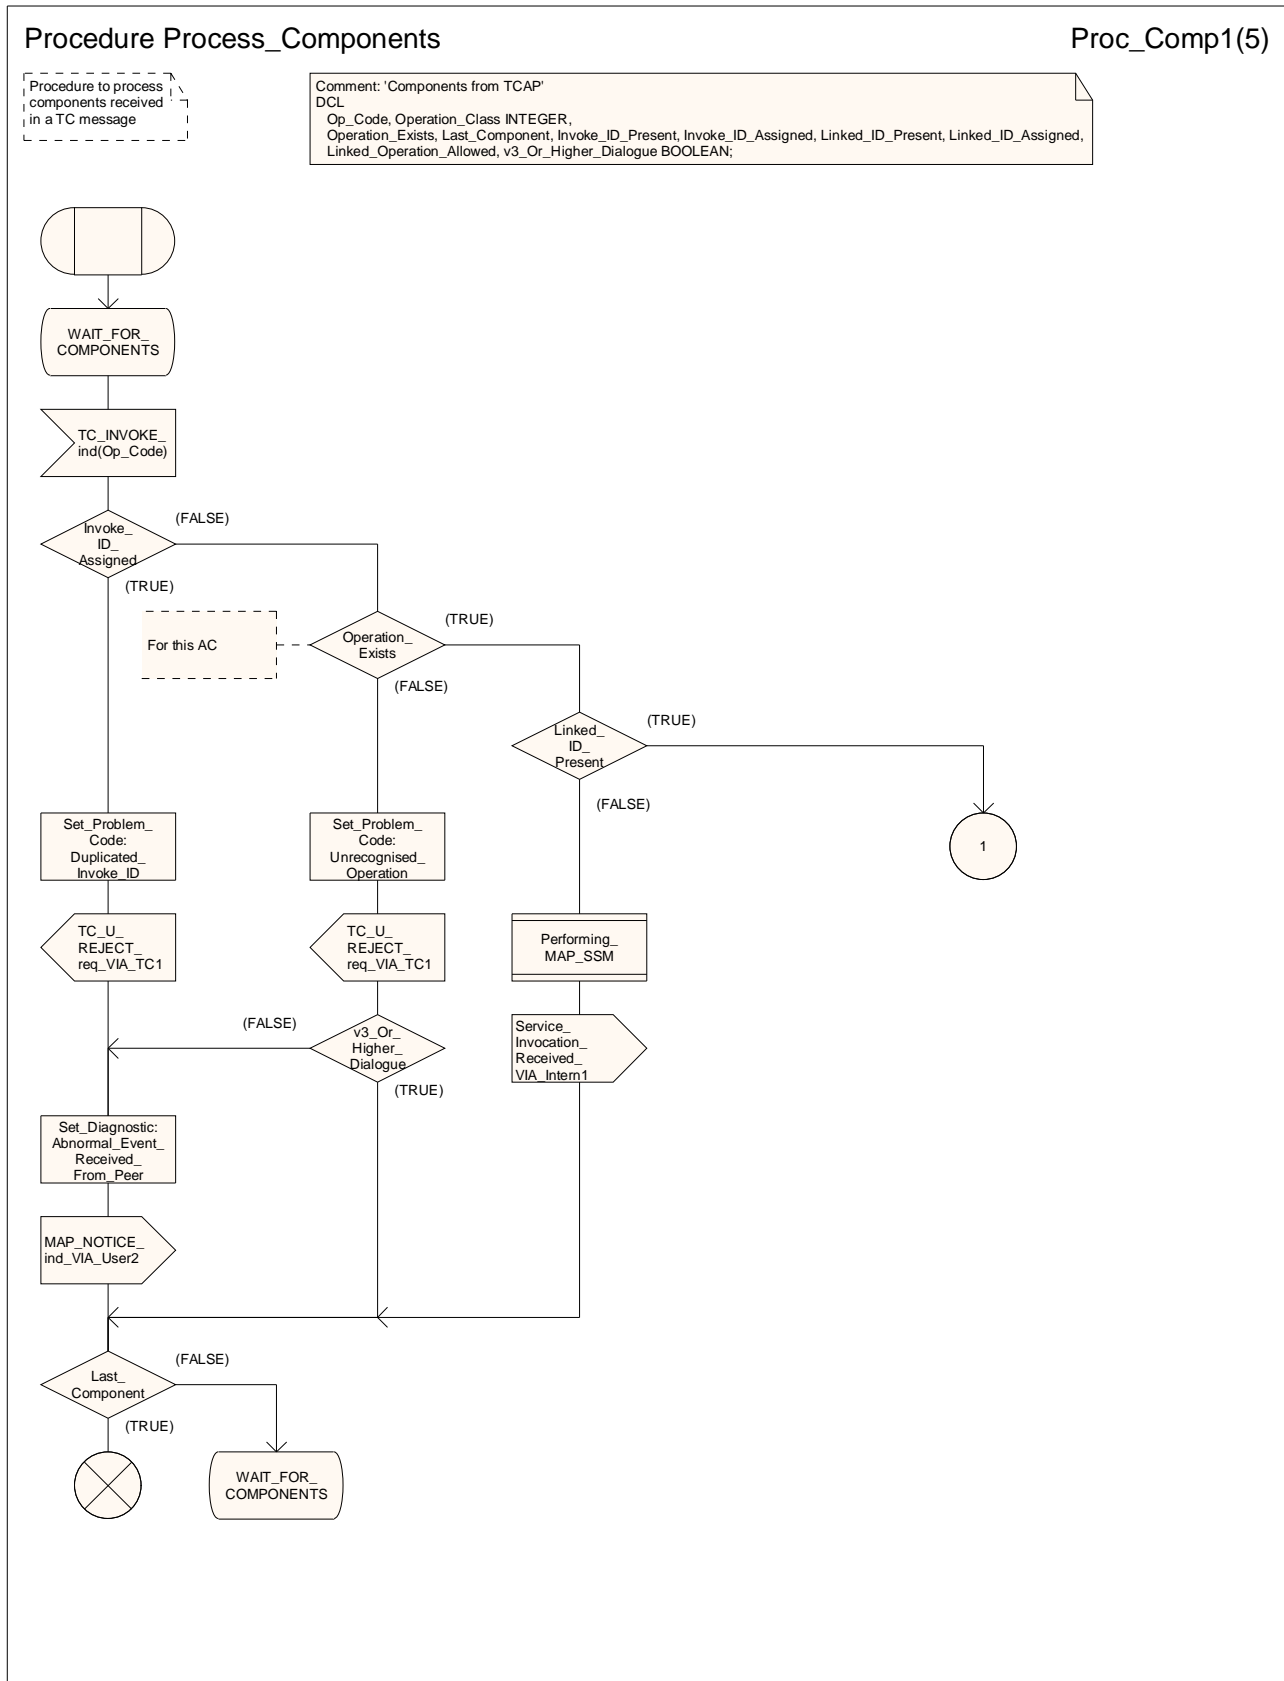 Procedure Process_Components
Proc_Comp1(5)
Procedure to process
components received
in a TC message
Comment: 'Components from TCAP'
DCL
Op_Code, Operation_Class INTEGER,
Operation_Exists, Last_Component, Invoke_ID_Present, Invoke_ID_Assigned, Linked_ID_Present, Linked_ID_Assigned,
Linked_Operation_Allowed, v3_Or_Higher_Dialogue BOOLEAN;
WAIT_FOR_
COMPONENTS
TC_INVOKE_
ind(Op_Code)
Invoke_
ID_
Assigned
(FALSE)
(TRUE)
For this AC
Operation_
Exists
(TRUE)
(FALSE)
Linked_
ID_
Present
(TRUE)
(FALSE)
1
Set_Problem_
Code:
Duplicated_
Invoke_ID
Set_Problem_
Code:
Unrecognised_
Operation
TC_U_
REJECT_
req_VIA_TC1
TC_U_
REJECT_
req_VIA_TC1
Performing_
MAP_SSM
(FALSE)
v3_Or_
Higher_
Dialogue
(TRUE)
Service_
Invocation_
Received_
VIA_Intern1
Set_Diagnostic:
Abnormal_Event_
Received_
From_Peer
MAP_NOTICE_
ind_VIA_User2
Last_
Component
(FALSE)
(TRUE)
WAIT_FOR_
COMPONENTS